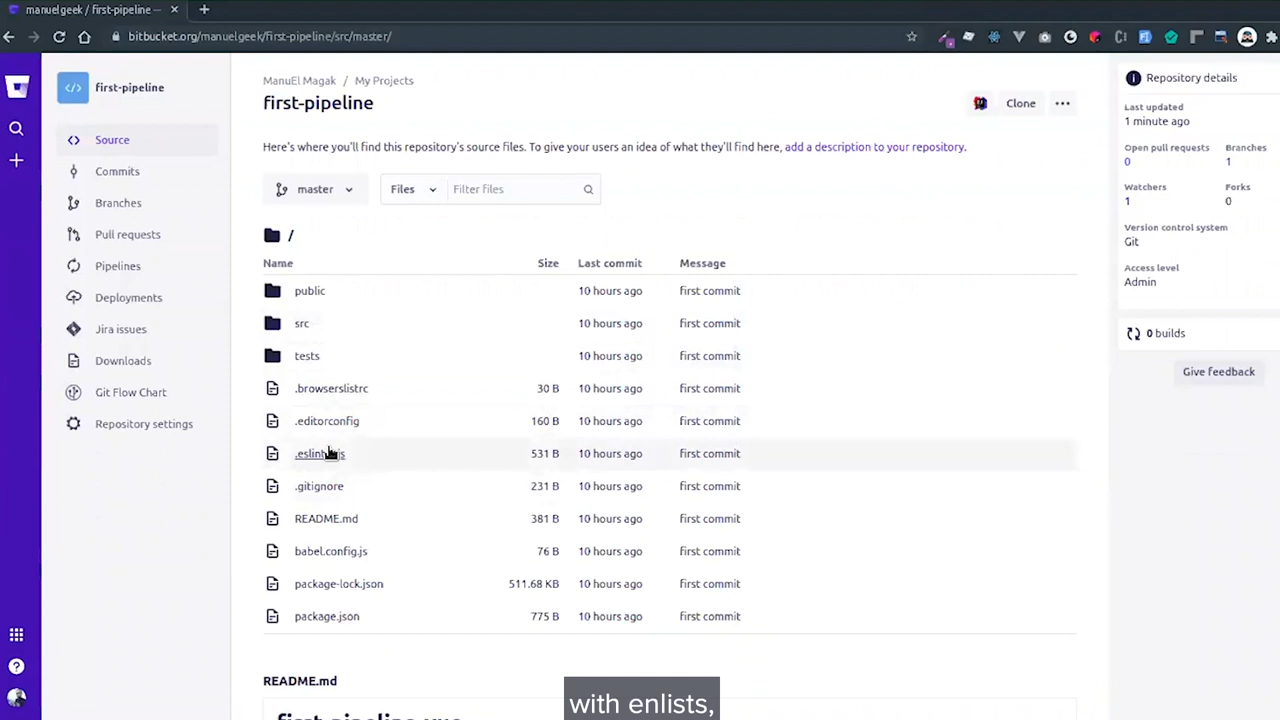 manuelgeek / first-pipeline —
bitbucket.org/manuelgeek/first-pipeline/src/master/
first-pipeline
Source
Commits
Branches
Pull requests
Pipelines
Deployments
Jira issues
Downloads
Git Flow Chart
Repository settings
ManuEl Magak / My Projects
first-pipeline
Clone
Here's where you'll find this repository's source files. To give your users an idea of what they'll find here, add a description to your repository.
master
Files
Filter files
/
Name Size Last commit Message
public 10 hours ago first commit
src 10 hours ago first commit
tests 10 hours ago first commit
.browserslistrc 30 B 10 hours ago first commit
.editorconfig 160 B 10 hours ago first commit
531 B 10 hours ago first commit
.gitignore 231 B 10 hours ago first commit
README.md 381 B 10 hours ago first commit
babel.config.js 76 B 10 hours ago first commit
package-lock.json 511.68 KB 10 hours ago first commit
package.json 775 B 10 hours ago first commit
README.md
Repository details
Last updated
1 minute ago
Open pull requests Branches
0 1
Watchers Forks
1 0
Version control system
Git
Access level
Admin
0 builds
Give feedback
with enlists,